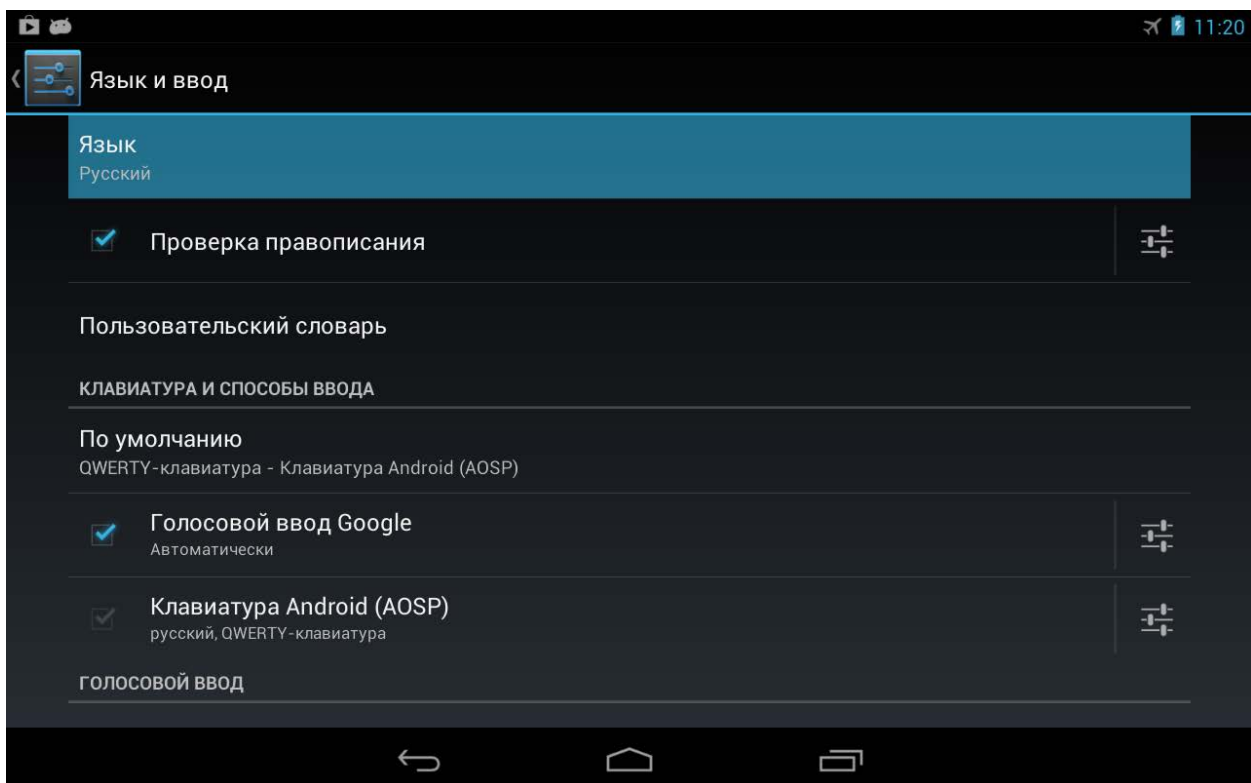 11:20
Язык и ввод
Язык
Русский
Проверка правописания
Пользовательский словарь
КЛАВИАТУРА И СПОСОБЫ ВВОДА
По умолчанию
QWERTY-клавиатура - Клавиатура Android (AOSP)
Голосовой ввод Google
Автоматически
Клавиатура Android (AOSP)
русский, QWERTY-клавиатура
ГОЛОСОВОЙ ВВОД